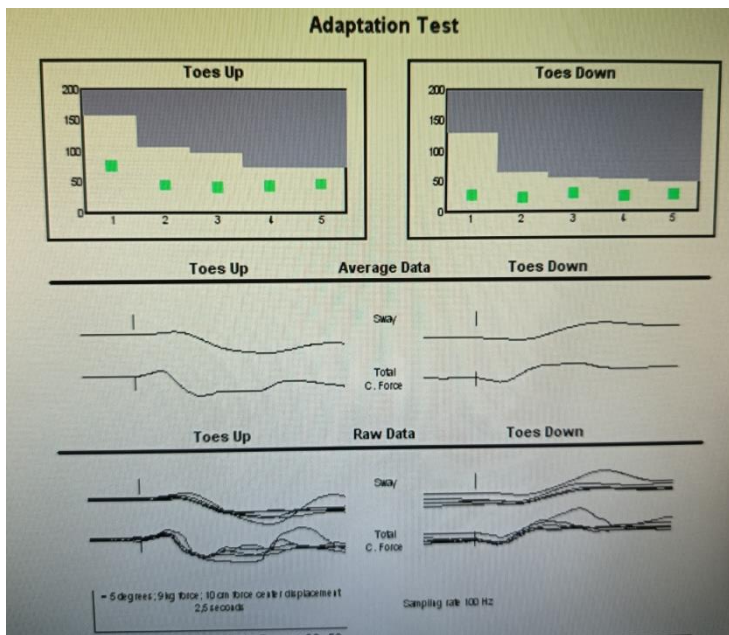 Adaptation Test
Toes Up
Toes Down
200
150
100
50
0
1 2 3 4 5
200
150
100
50
0
1 2 3 4 5
Toes Up Average Data Toes Down
Sway
Total
C. Force
Toes Up Raw Data Toes Down
Sway
Total
C. Force
= 5 degrees; 9 kg force; 10 cm force center displacement
2,5 seconds
Sampling rate 100 Hz